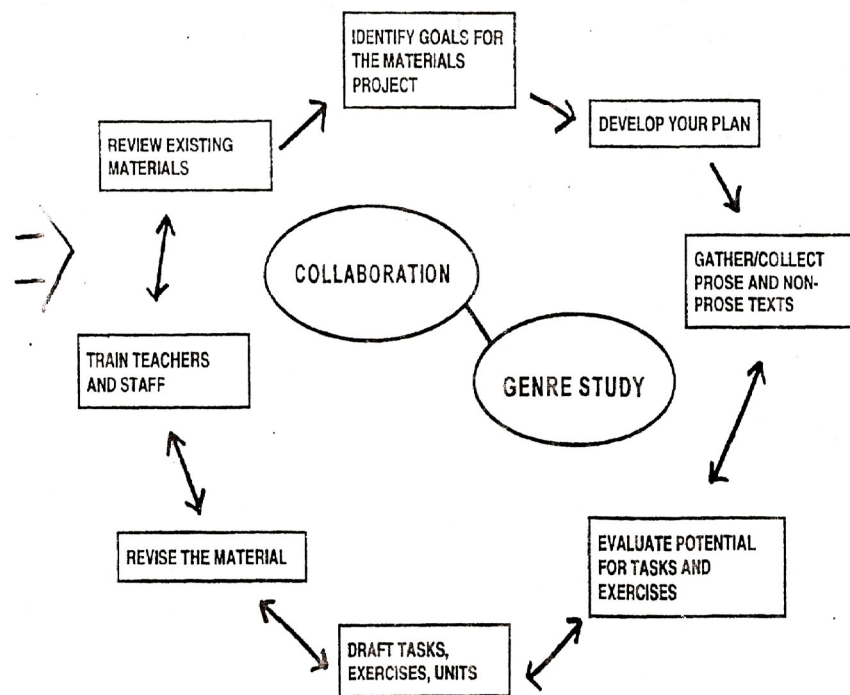 IDENTIFY GOALS FOR
THE MATERIALS
PROJECT
DEVELOP YOUR PLAN
GATHER/COLLECT
PROSE AND NON-
PROSE TEXTS
EVALUATE POTENTIAL
FOR TASKS AND
EXERCISES
DRAFT TASKS,
EXERCISES, UNITS
REVISE THE MATERIAL
TRAIN TEACHERS
AND STAFF
REVIEW EXISTING
MATERIALS
COLLABORATION
GENRE STUDY